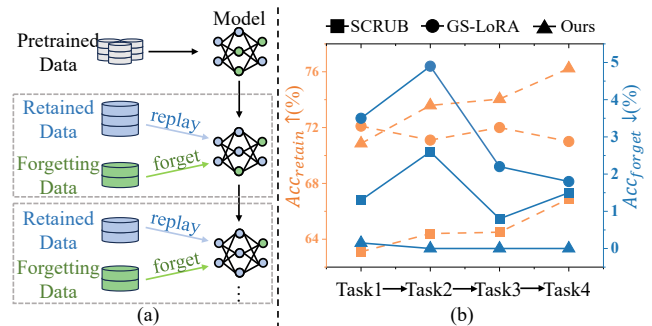 Model
Pretrained
Data
Retained
Data
replay
Forgetting
Data
forget
Retained
Data
replay
Forgetting
Data
forget
(a)
SCRUB GS-LoRA Ours
76
72
68
64
Acc_retain ↑(%)
5
4
3
2
1
0
Acc_forget ↓(%)
Task1 Task2 Task3 Task4
(b)